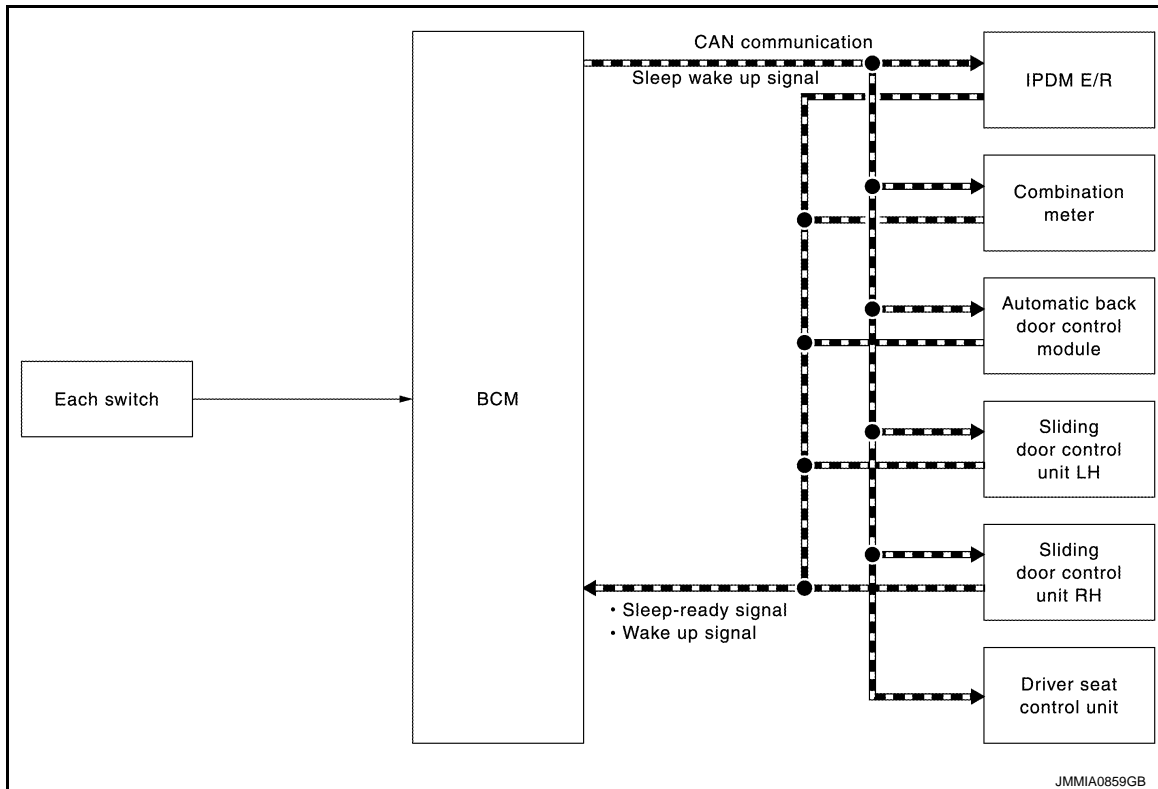 CAN communication
Sleep wake up signal
IPDM E/R
Combination
meter
Automatic back
door control
module
Each switch
BCM
Sliding
door control
unit LH
Sliding
door control
unit RH
• Sleep-ready signal
• Wake up signal
Driver seat
control unit
JMMIA0859GB